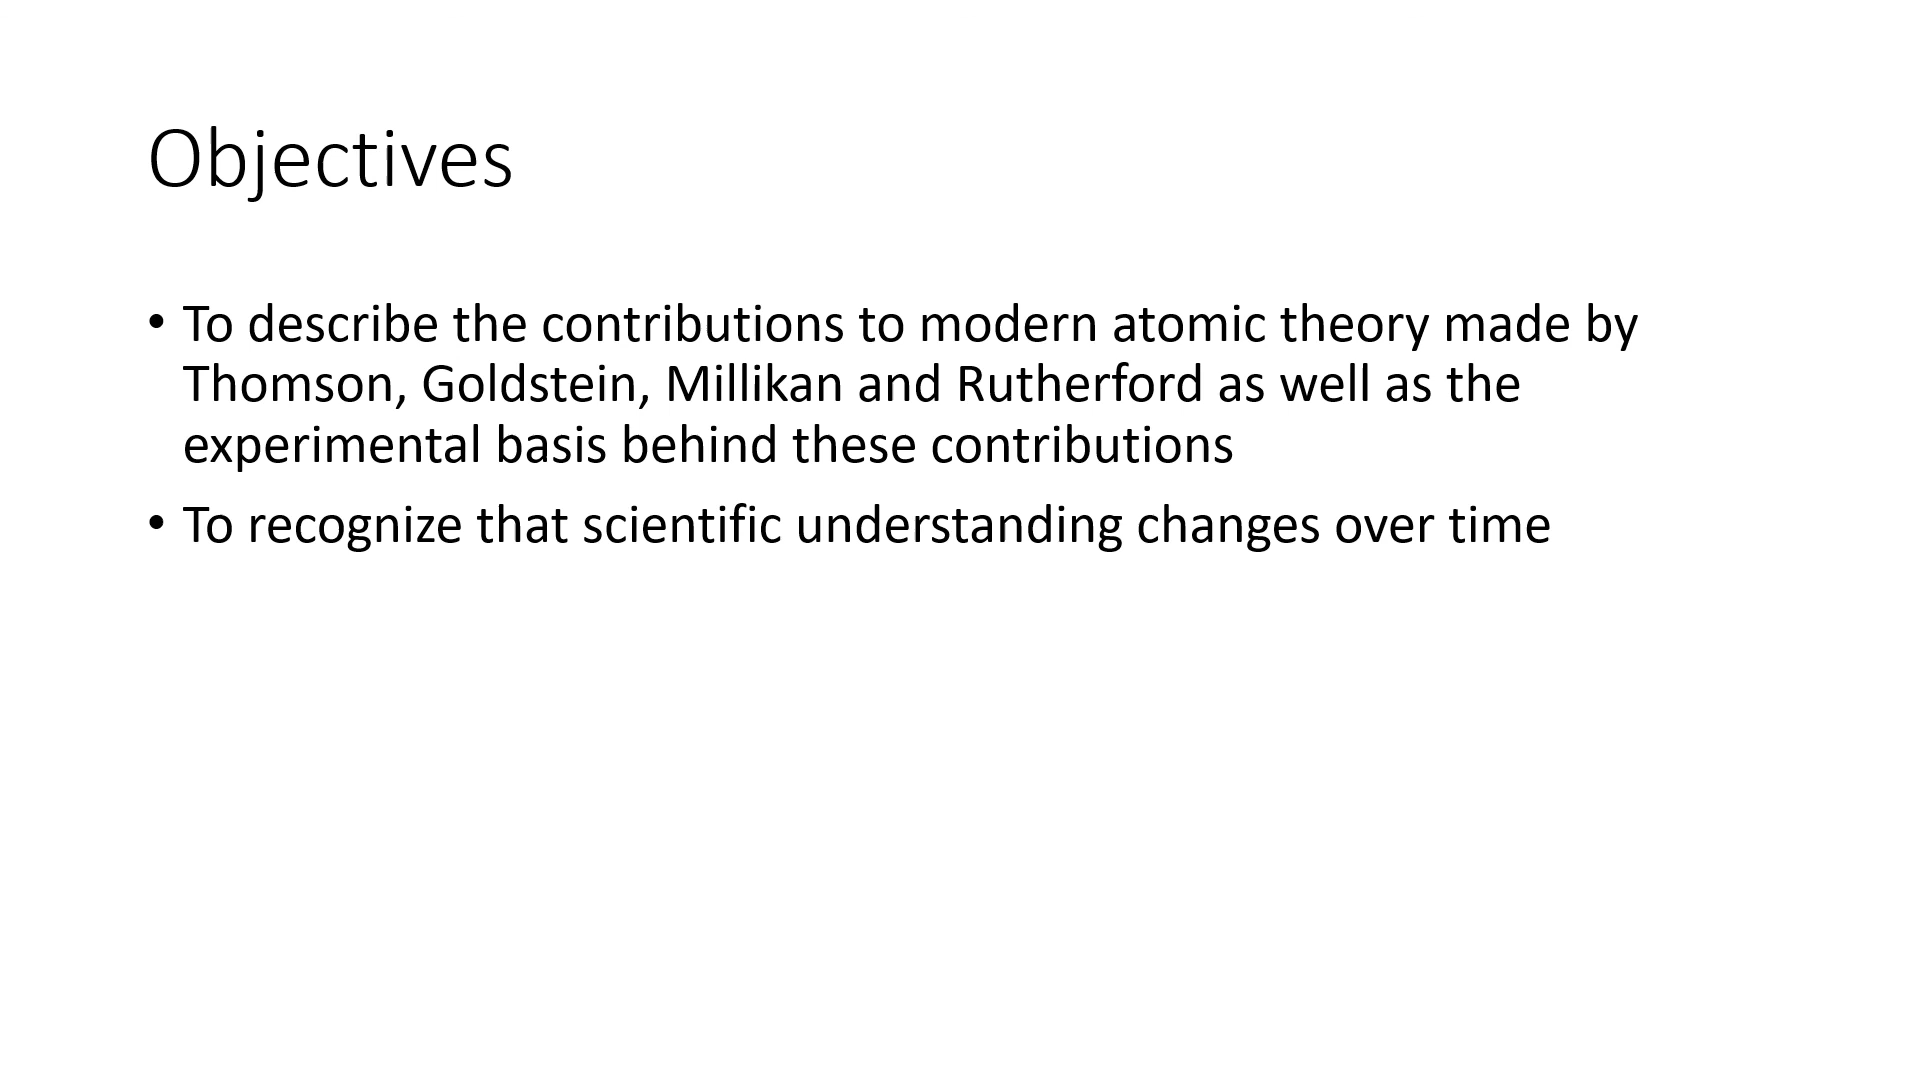 Objectives
• To describe the contributions to modern atomic theory made by
Thomson, Goldstein, Millikan and Rutherford as well as the
experimental basis behind these contributions
• To recognize that scientific understanding changes over time